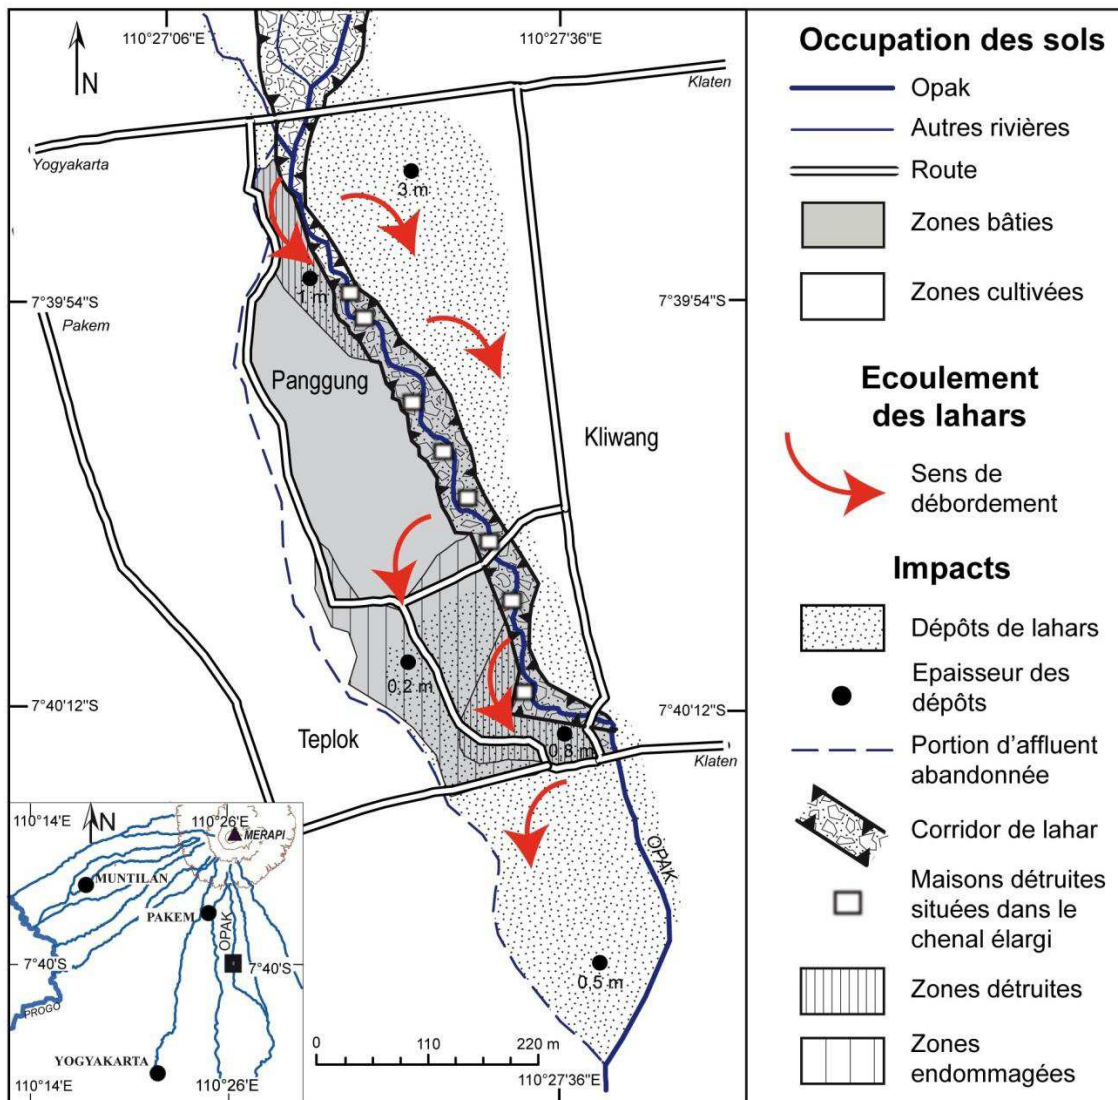 110°27'06"E
110°27'36"E
N
Klaten
Yogyakarta
3 m
7°39'54"S
7°39'54"S
1 m
Pakem
Panggung
Kliwang
0,2 m
7°40'12"S
7°40'12"S
Teplok
0,8 m
Klaten
OPAK
0,5 m
0
110
220 m
110°27'36"E
110°14'E
N
110°26'E
MERAPI
MUNTILAN
PAKEM
OPAK
7°40'S
7°40'S
PROGO
YOGYAKARTA
110°14'E
110°26'E
Occupation des sols
Opak
Autres rivières
Route
Zones bâties
Zones cultivées
Ecoulement
des lahars
Sens de
débordement
Impacts
Dépôts de lahars
Epaisseur des
dépôts
Portion d'affluent
abandonnée
Corridor de lahar
Maisons détruites
situées dans le
chenal élargi
Zones détruites
Zones
endommagées